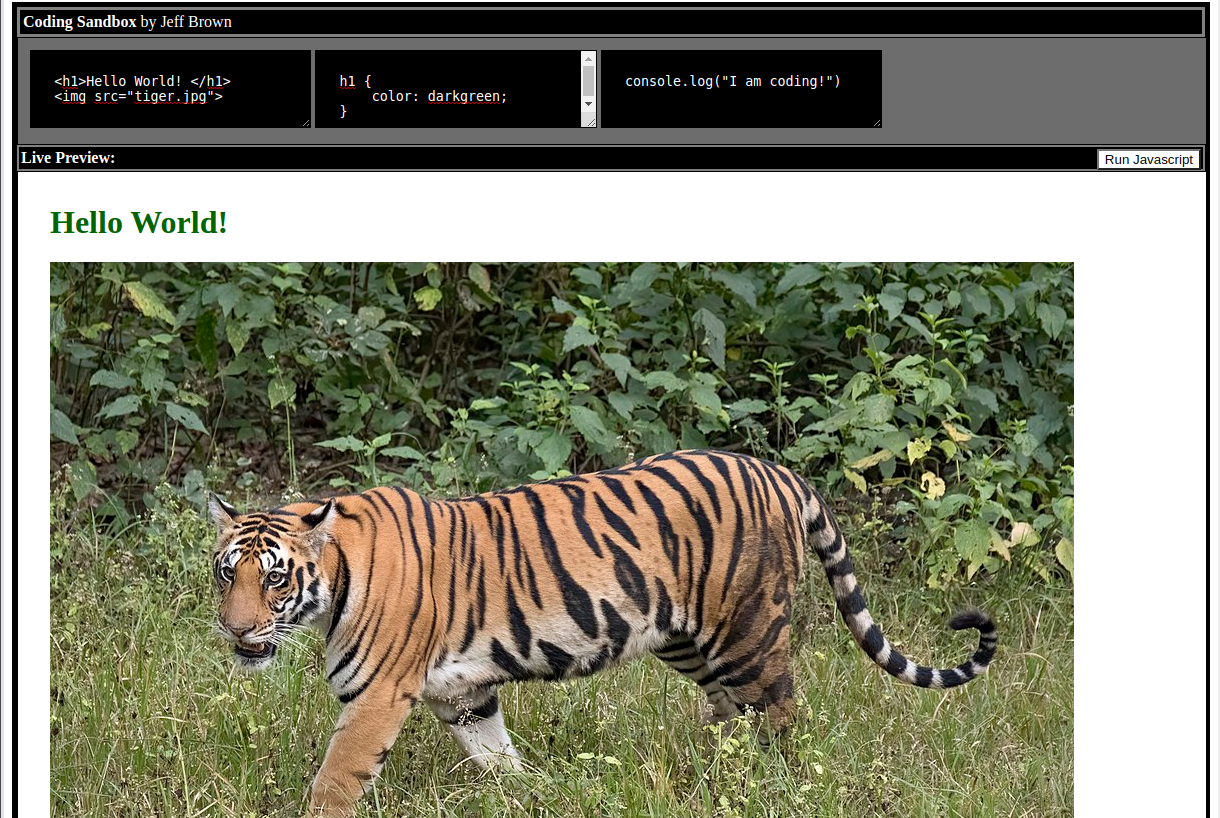 Coding Sandbox by Jeff Brown
<h1>Hello World! </h1>
<img src="tiger.jpg">
h1 {
    color: darkgreen;
}
console.log("I am coding!")
Live Preview:
Run Javascript
Hello World!